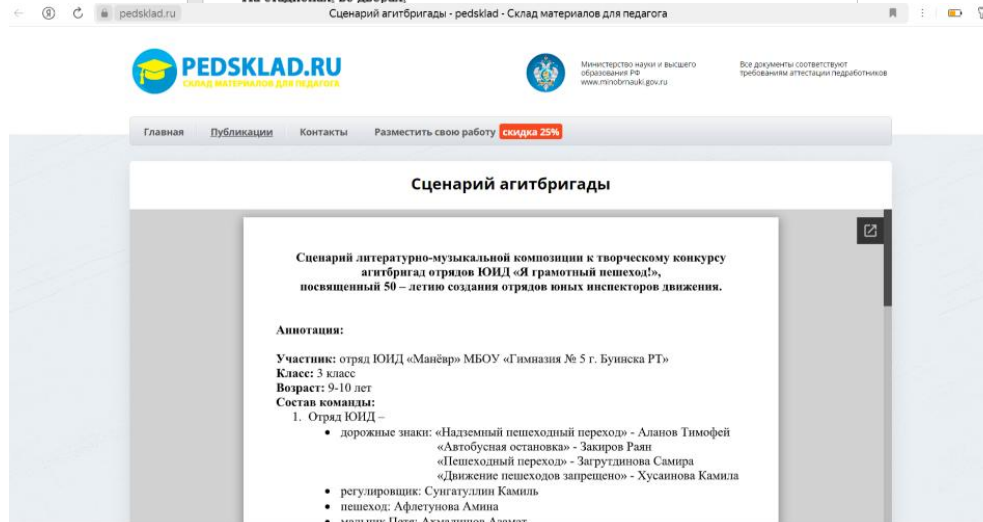 pedsklad.ru
Сценарий агитбригады - pedsklad - Склад материалов для педагога
PEDSKLAD.RU
СКЛАД МАТЕРИАЛОВ ДЛЯ ПЕДАГОГА
Министерство науки и высшего
образования РФ
www.minobrnauki.gov.ru
Все документы соответствуют
требованиям аттестации педработников
Главная Публикации Контакты Разместить свою работу скидка 25%
Сценарий агитбригады
Сценарий литературно-музыкальной композиции к творческому конкурсу
агитбригад отрядов ЮИД «Я грамотный пешеход!»,
посвященный 50 – летию создания отрядов юных инспекторов движения.
Аннотация:
Участник: отряд ЮИД «Манёвр» МБОУ «Гимназия № 5 г. Буинска РТ»
Класс: 3 класс
Возраст: 9-10 лет
Состав команды:
1. Отряд ЮИД –
• дорожные знаки: «Надземный пешеходный переход» - Аланов Тимофей
«Автобусная остановка» - Закиров Раян
«Пешеходный переход» - Загрутдинова Самира
«Движение пешеходов запрещено» - Хусаинова Камила
• регулировщик: Сунгатуллин Камиль
• пешеход: Афлетунова Амина